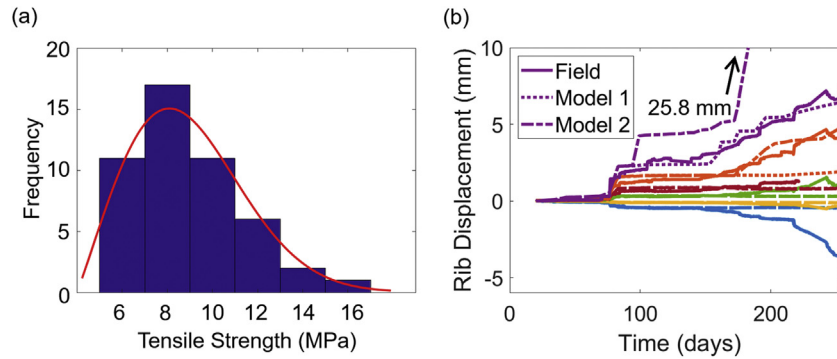 (a)
20
15
10
5
0
Frequency
6 8 10 12 14 16
Tensile Strength (MPa)
(b)
10
5
0
-5
Rib Displacement (mm)
Field
Model 1
Model 2
25.8 mm
0 100 200
Time (days)